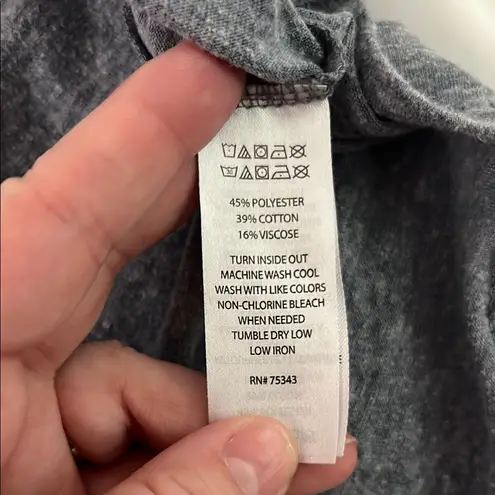 45% POLYESTER
39% COTTON
16% VISCOSE
TURN INSIDE OUT
MACHINE WASH COOL
WASH WITH LIKE COLORS
NON-CHLORINE BLEACH
WHEN NEEDED
TUMBLE DRY LOW
LOW IRON
RN# 75343